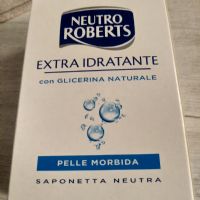 NEUTRO
ROBERTS
EXTRA IDRATANTE
con GLICERINA NATURALE
PELLE MORBIDA
SAPONETTA NEUTRA